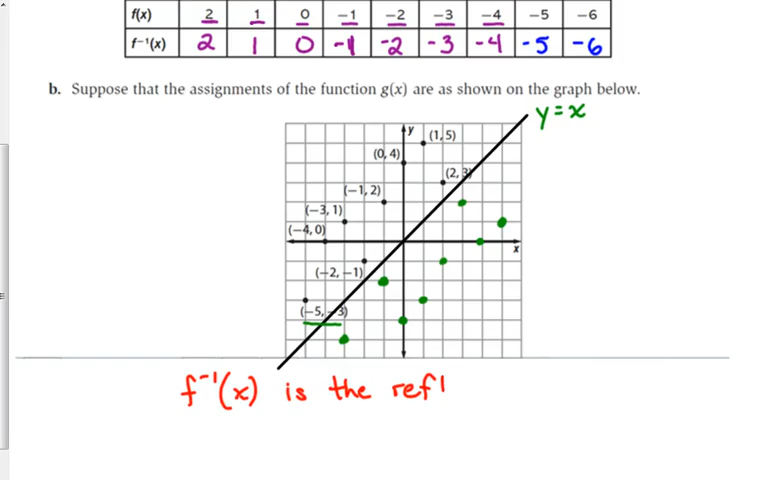 f(x) 2 1 0 −1 −2 −3 −4 −5 −6
f⁻¹(x) 2 1 0 -1 -2 -3 -4 -5 -6
b. Suppose that the assignments of the function g(x) are as shown on the graph below.
y = x
y
(1, 5)
(0, 4)
(2, 3)
(−1, 2)
(−3, 1)
(−4, 0)
x
(−2, −1)
(−5, −3)
f⁻¹(x) is the refl